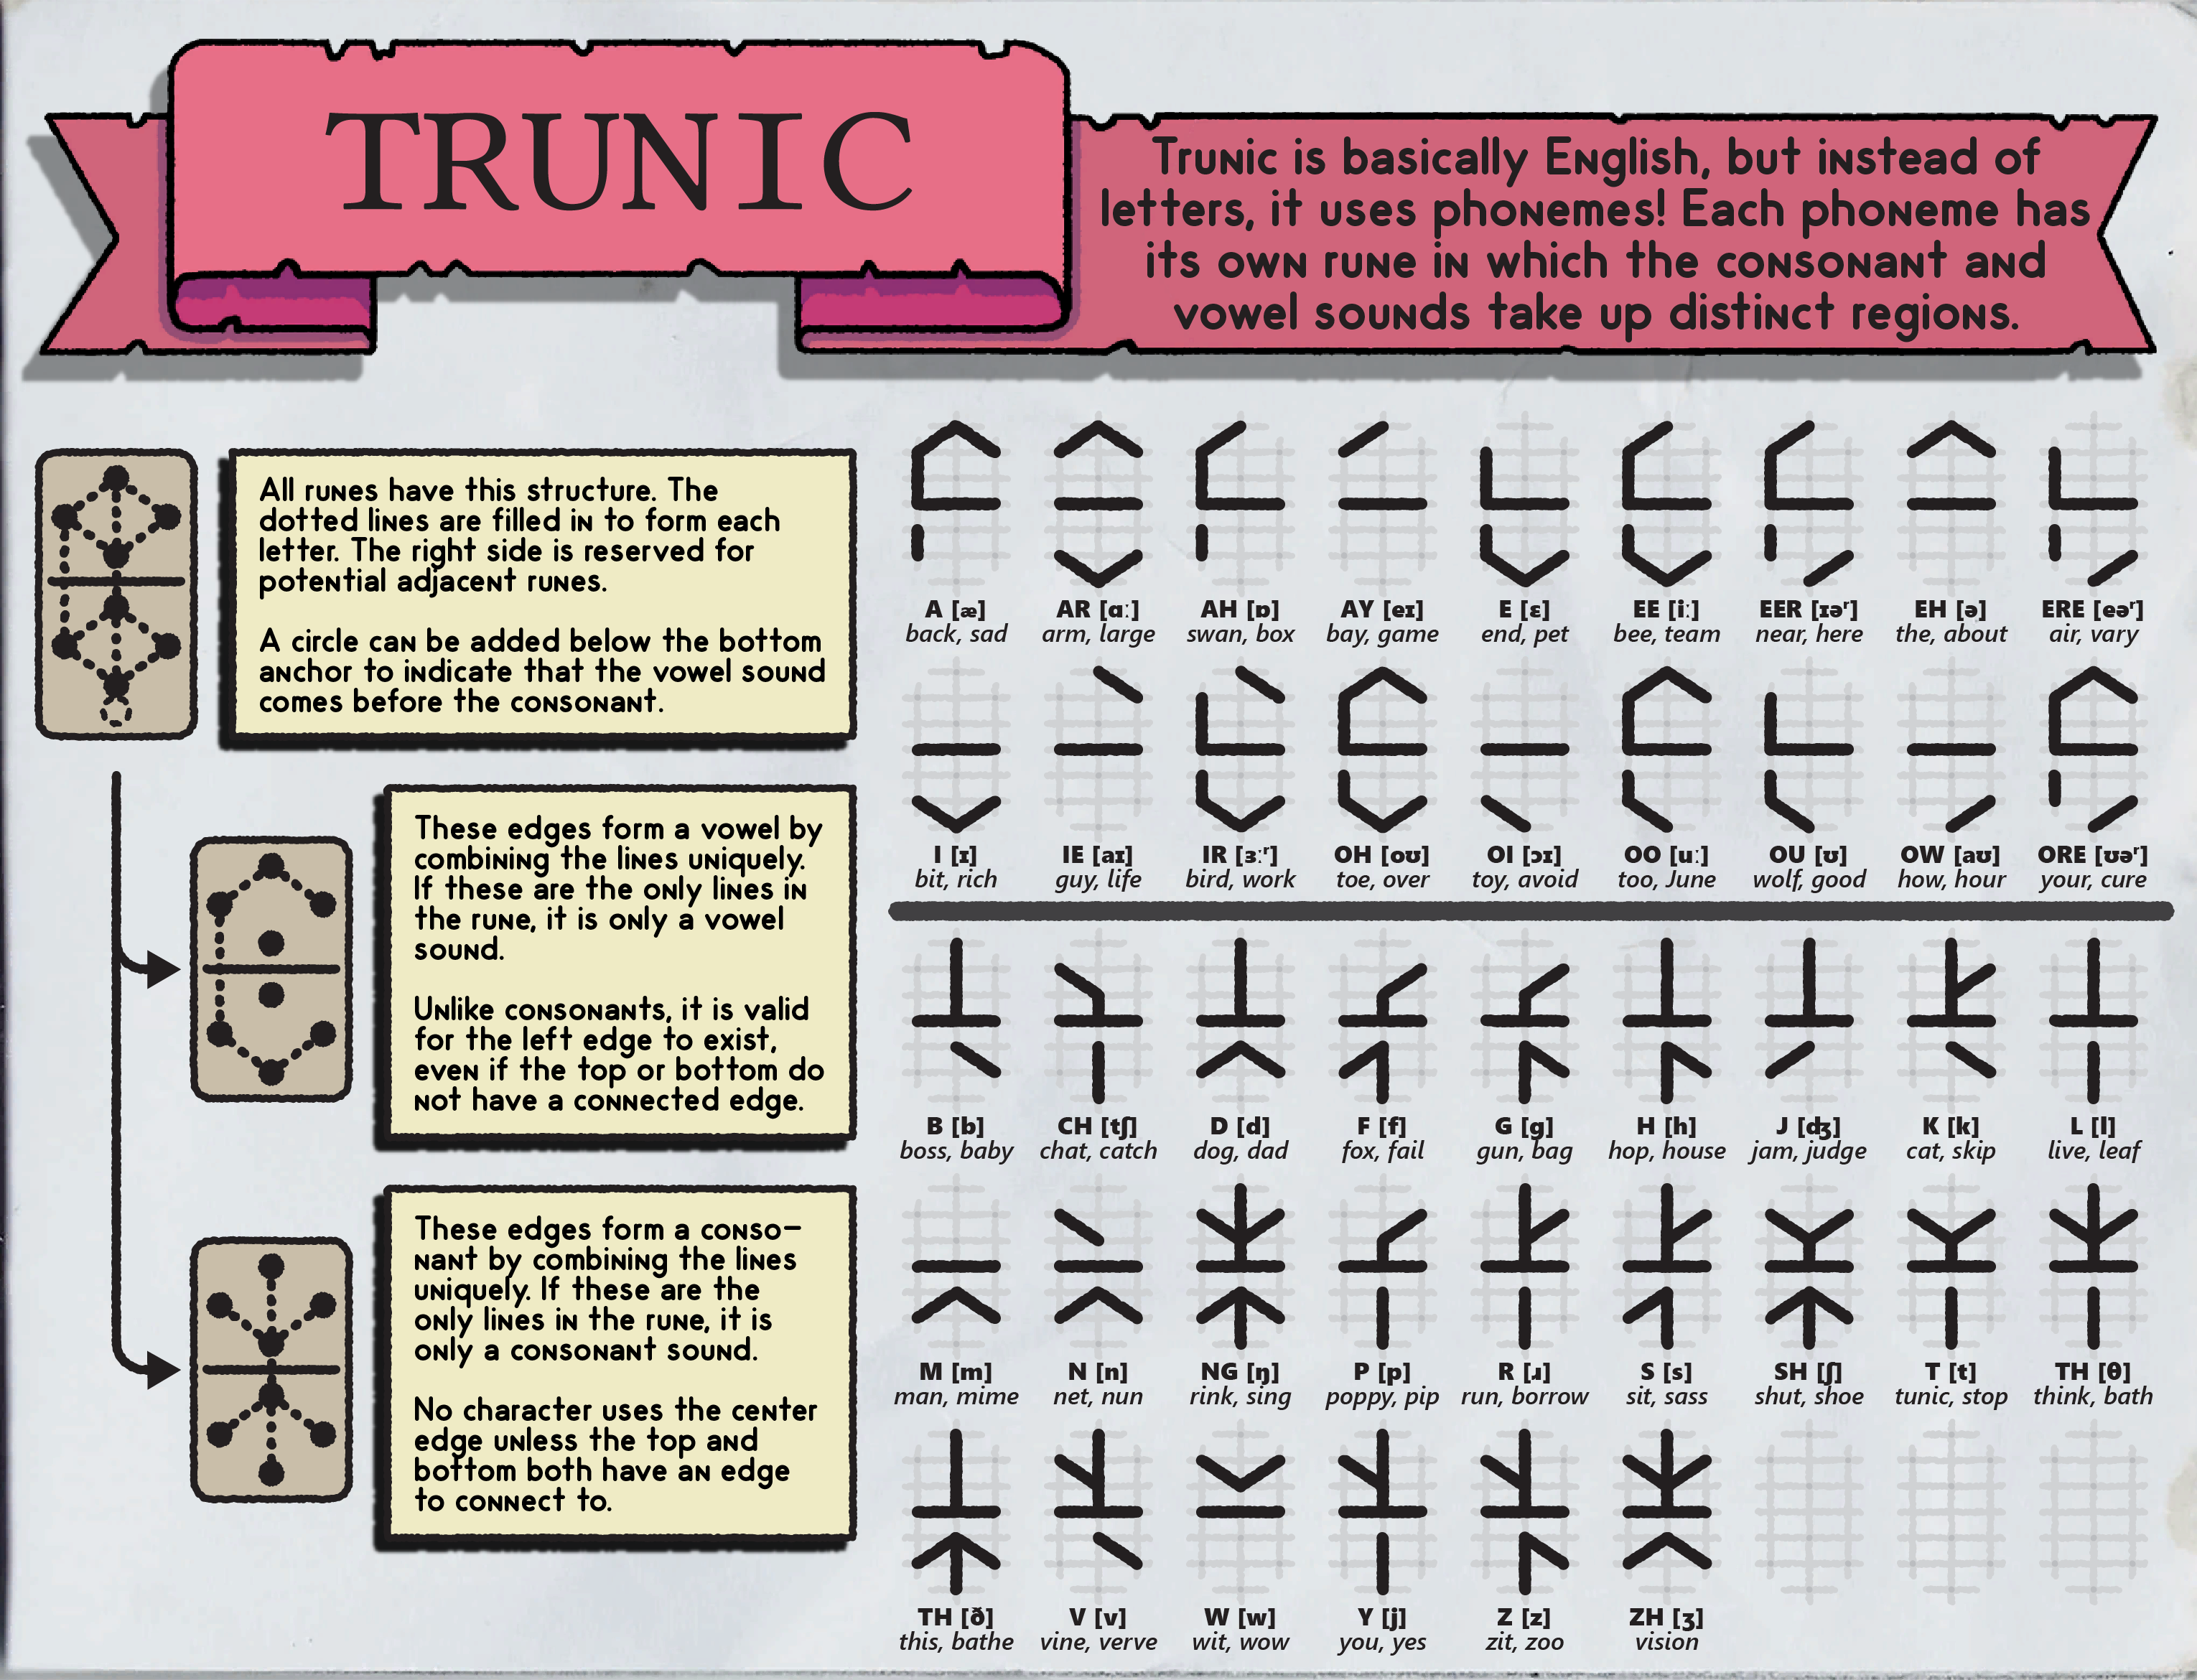 TRUNIC
Trunic is basically English, but instead of
letters, it uses phonemes! Each phoneme has
its own rune in which the consonant and
vowel sounds take up distinct regions.
All runes have this structure. The
dotted lines are filled in to form each
letter. The right side is reserved for
potential adjacent runes.
A circle can be added below the bottom
anchor to indicate that the vowel sound
comes before the consonant.
These edges form a vowel by
combining the lines uniquely.
If these are the only lines in
the rune, it is only a vowel
sound.
Unlike consonants, it is valid
for the left edge to exist,
even if the top or bottom do
not have a connected edge.
These edges form a conso-
nant by combining the lines
uniquely. If these are the
only lines in the rune, it is
only a consonant sound.
No character uses the center
edge unless the top and
bottom both have an edge
to connect to.
A [æ] AR [ɑː] AH [ɒ] AY [eɪ] E [ɛ] EE [iː] EER [ɪəʳ] EH [ə] ERE [eəʳ]
back, sad arm, large swan, box bay, game end, pet bee, team near, here the, about air, vary
I [ɪ] IE [aɪ] IR [ɜːʳ] OH [oʊ] OI [ɔɪ] OO [uː] OU [ʊ] OW [aʊ] ORE [ʊəʳ]
bit, rich guy, life bird, work toe, over toy, avoid too, June wolf, good how, hour your, cure
B [b] CH [tʃ] D [d] F [f] G [g] H [h] J [dʒ] K [k] L [l]
boss, baby chat, catch dog, dad fox, fail gun, bag hop, house jam, judge cat, skip live, leaf
M [m] N [n] NG [ŋ] P [p] R [ɹ] S [s] SH [ʃ] T [t] TH [θ]
man, mime net, nun rink, sing poppy, pip run, borrow sit, sass shut, shoe tunic, stop think, bath
TH [ð] V [v] W [w] Y [j] Z [z] ZH [ʒ]
this, bathe vine, verve wit, wow you, yes zit, zoo vision